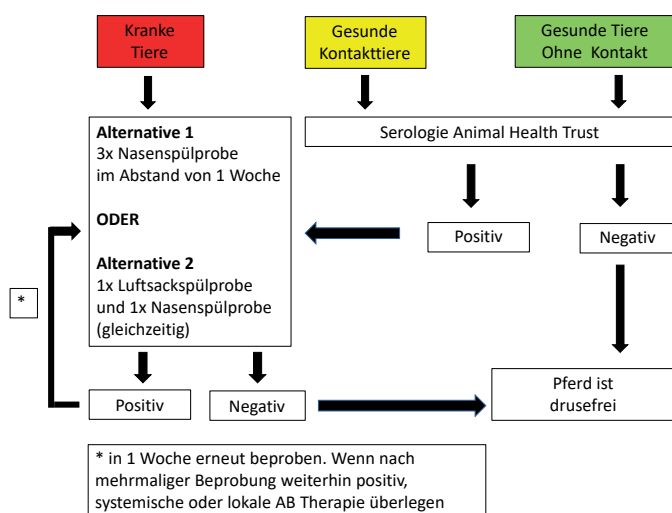 Kranke
Tiere
Gesunde
Kontakttiere
Gesunde Tiere
Ohne Kontakt
Alternative 1
3x Nasenspülprobe
im Abstand von 1 Woche
ODER
Alternative 2
1x Luftsackspülprobe
und 1x Nasenspülprobe
(gleichzeitig)
Serologie Animal Health Trust
Positiv
Negativ
*
Positiv
Negativ
Pferd ist
drusefrei
* in 1 Woche erneut beproben. Wenn nach
mehrmaliger Beprobung weiterhin positiv,
systemische oder lokale AB Therapie überlegen